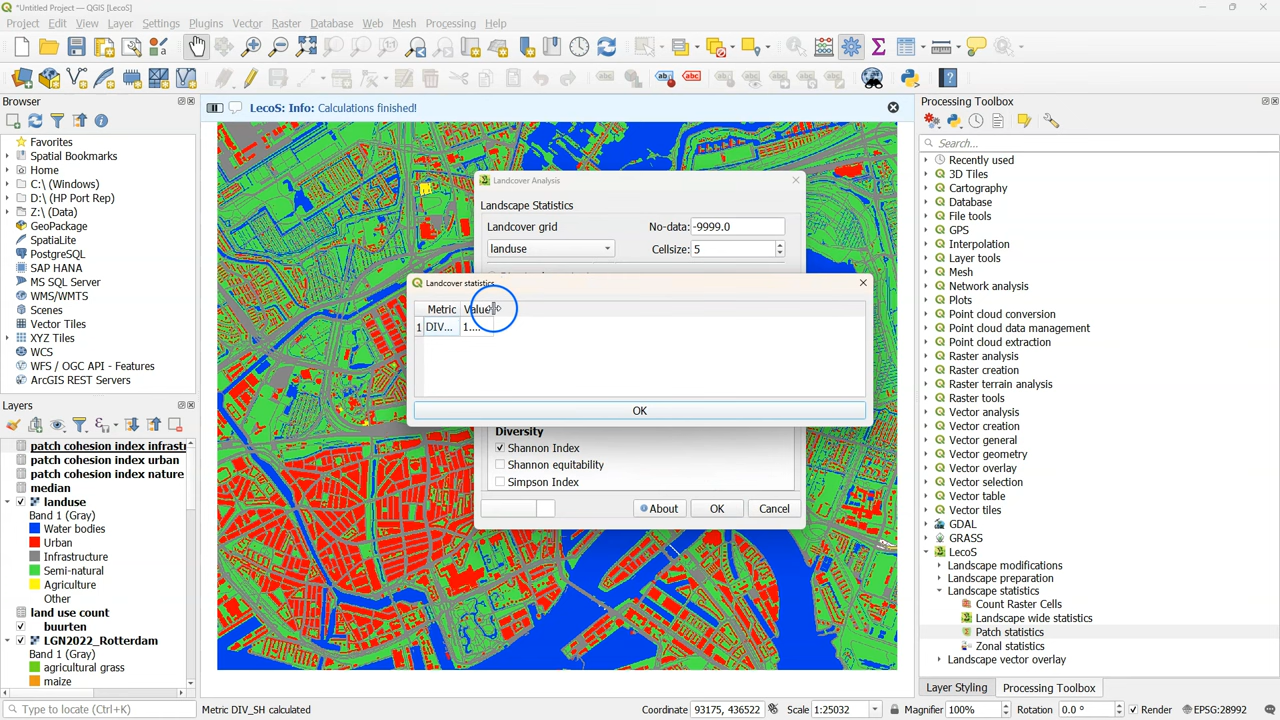 *Untitled Project — QGIS [LecoS]
Project Edit View Layer Settings Plugins Vector Raster Database Web Mesh Processing Help
Browser
Favorites
Spatial Bookmarks
Home
C:\ (Windows)
D:\ (HP Port Rep)
Z:\ (Data)
GeoPackage
SpatiaLite
PostgreSQL
SAP HANA
MS SQL Server
WMS/WMTS
Scenes
Vector Tiles
XYZ Tiles
WCS
WFS / OGC API - Features
ArcGIS REST Servers
Layers
patch cohesion index infrastr
patch cohesion index urban
patch cohesion index nature
median
landuse
Band 1 (Gray)
Water bodies
Urban
Infrastructure
Semi-natural
Agriculture
Other
land use count
buurten
LGN2022_Rotterdam
Band 1 (Gray)
agricultural grass
maize
LecoS: Info: Calculations finished!
Landcover Analysis
Landscape Statistics
Landcover grid No-data: -9999.0
landuse Cellsize: 5
Landcover statistics
Metric Value
1 DIV... 1....
OK
Diversity
Shannon Index
Shannon equitability
Simpson Index
About OK Cancel
Processing Toolbox
Search...
Recently used
3D Tiles
Cartography
Database
File tools
GPS
Interpolation
Layer tools
Mesh
Network analysis
Plots
Point cloud conversion
Point cloud data management
Point cloud extraction
Raster analysis
Raster creation
Raster terrain analysis
Raster tools
Vector analysis
Vector creation
Vector general
Vector geometry
Vector overlay
Vector selection
Vector table
Vector tiles
GDAL
GRASS
LecoS
Landscape modifications
Landscape preparation
Landscape statistics
Count Raster Cells
Landscape wide statistics
Patch statistics
Zonal statistics
Landscape vector overlay
Layer Styling Processing Toolbox
Type to locate (Ctrl+K) Metric DIV_SH calculated Coordinate 93175, 436522 Scale 1:25032 Magnifier 100% Rotation 0.0 ° Render EPSG:28992